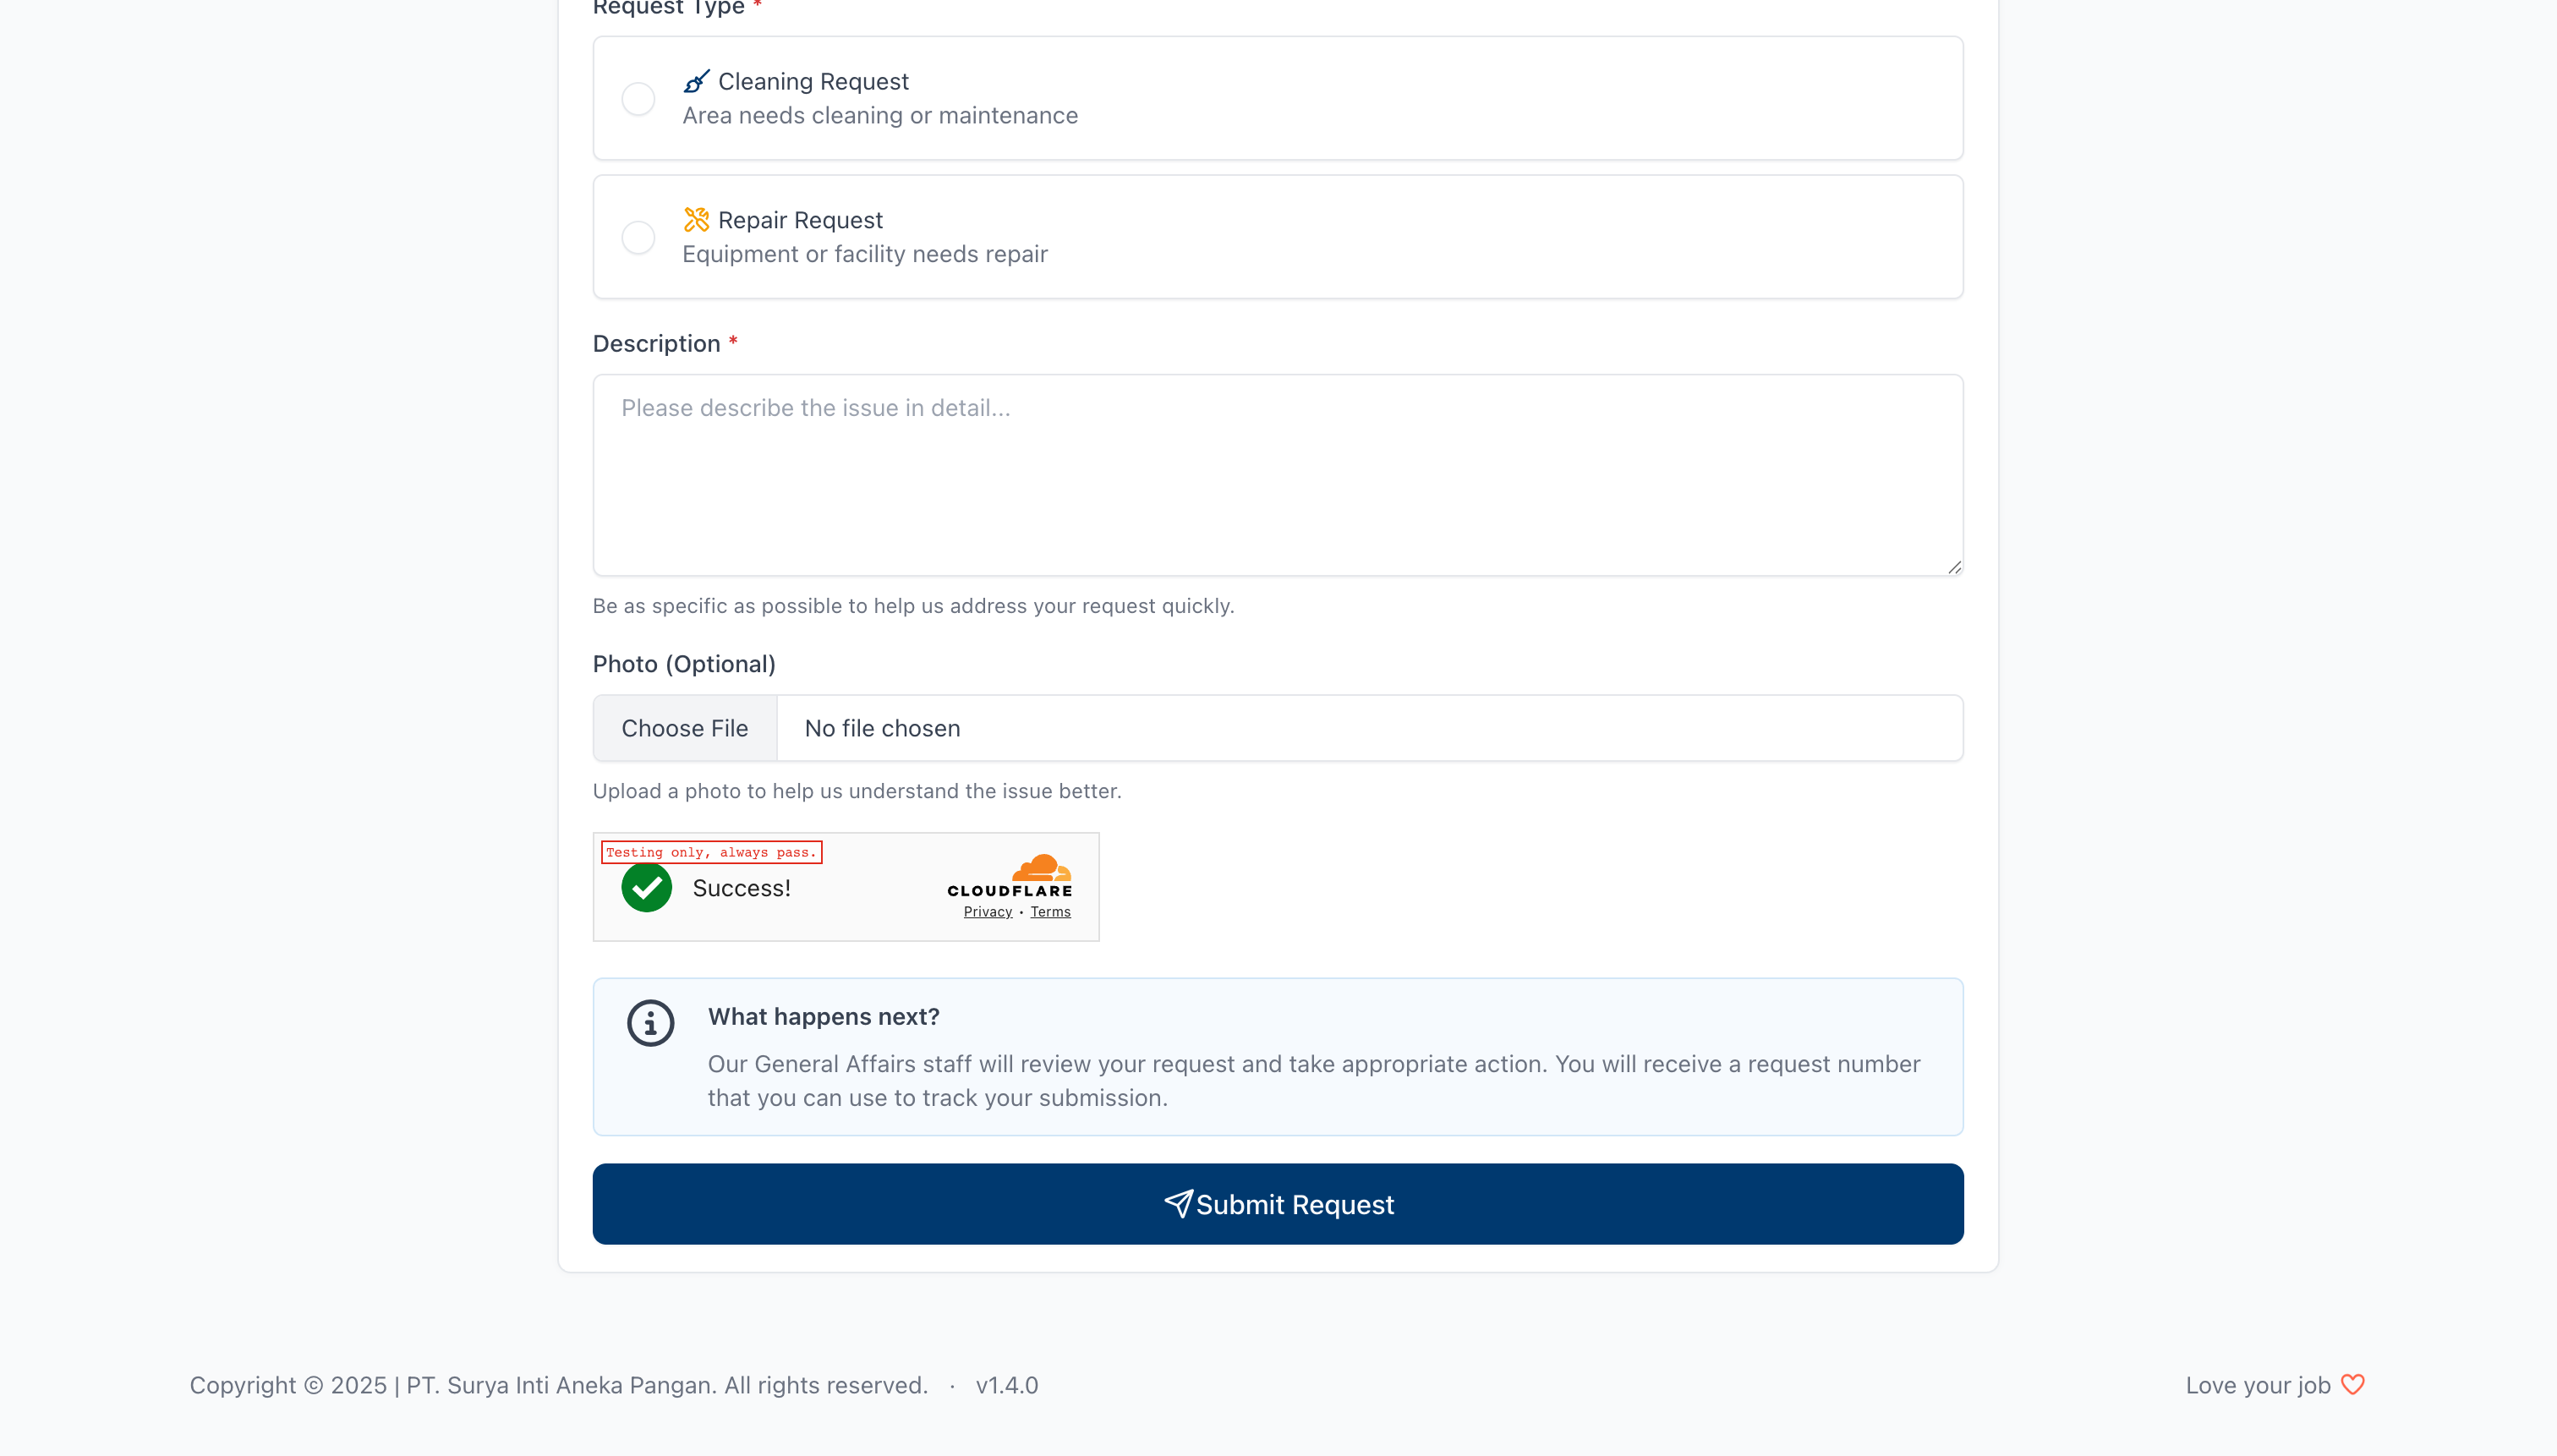 Request Type *
Cleaning Request
Area needs cleaning or maintenance
Repair Request
Equipment or facility needs repair
Description *
Please describe the issue in detail...
Be as specific as possible to help us address your request quickly.
Photo (Optional)
Choose File
No file chosen
Upload a photo to help us understand the issue better.
Testing only, always pass.
Success!
CLOUDFLARE
Privacy • Terms
What happens next?
Our General Affairs staff will review your request and take appropriate action. You will receive a request number
that you can use to track your submission.
Submit Request
Copyright © 2025 | PT. Surya Inti Aneka Pangan. All rights reserved. · v1.4.0
Love your job